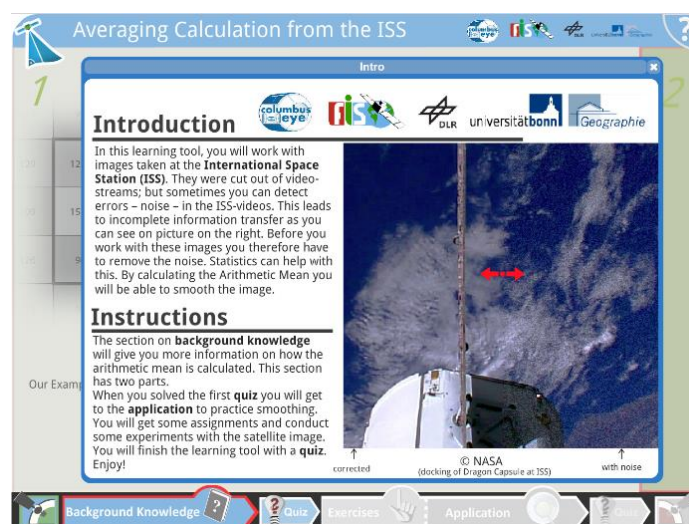 Averaging Calculation from the ISS
columbus eye
fis
DLR
?
Intro
1
2
Introduction
columbus eye
fis
DLR
universitätbonn
Geographie
In this learning tool, you will work with
images taken at the International Space
Station (ISS). They were cut out of video-
streams; but sometimes you can detect
errors – noise – in the ISS-videos. This leads
to incomplete information transfer as you
can see on picture on the right. Before you
work with these images you therefore have
to remove the noise. Statistics can help with
this. By calculating the Arithmetic Mean you
will be able to smooth the image.
Instructions
The section on background knowledge
will give you more information on how the
arithmetic mean is calculated. This section
has two parts.
When you solved the first quiz you will get
to the application to practice smoothing.
You will get some assignments and conduct
some experiments with the satellite image.
You will finish the learning tool with a quiz.
Enjoy!
corrected
© NASA
(docking of Dragon Capsule at ISS)
with noise
Our Examp
Background Knowledge
?
Quiz
Exercises
Application
?
Quiz